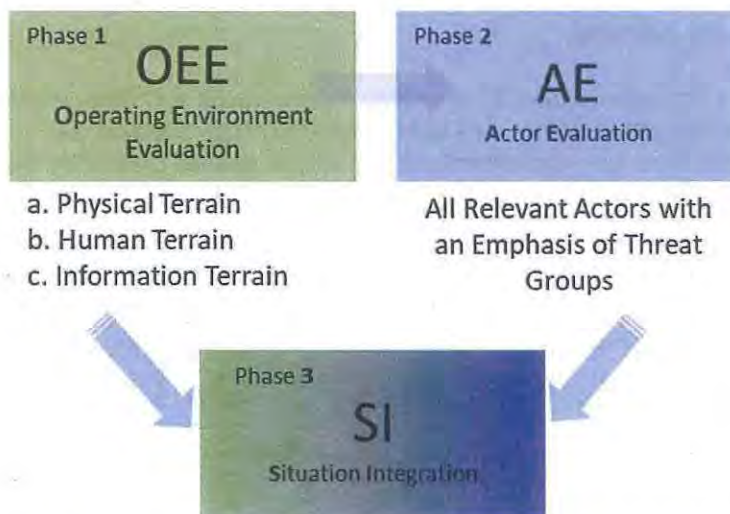 Phase 1
OEE
Operating Environment
Evaluation
a. Physical Terrain
b. Human Terrain
c. Information Terrain
Phase 2
AE
Actor Evaluation
All Relevant Actors with
an Emphasis of Threat
Groups
Phase 3
SI
Situation Integration